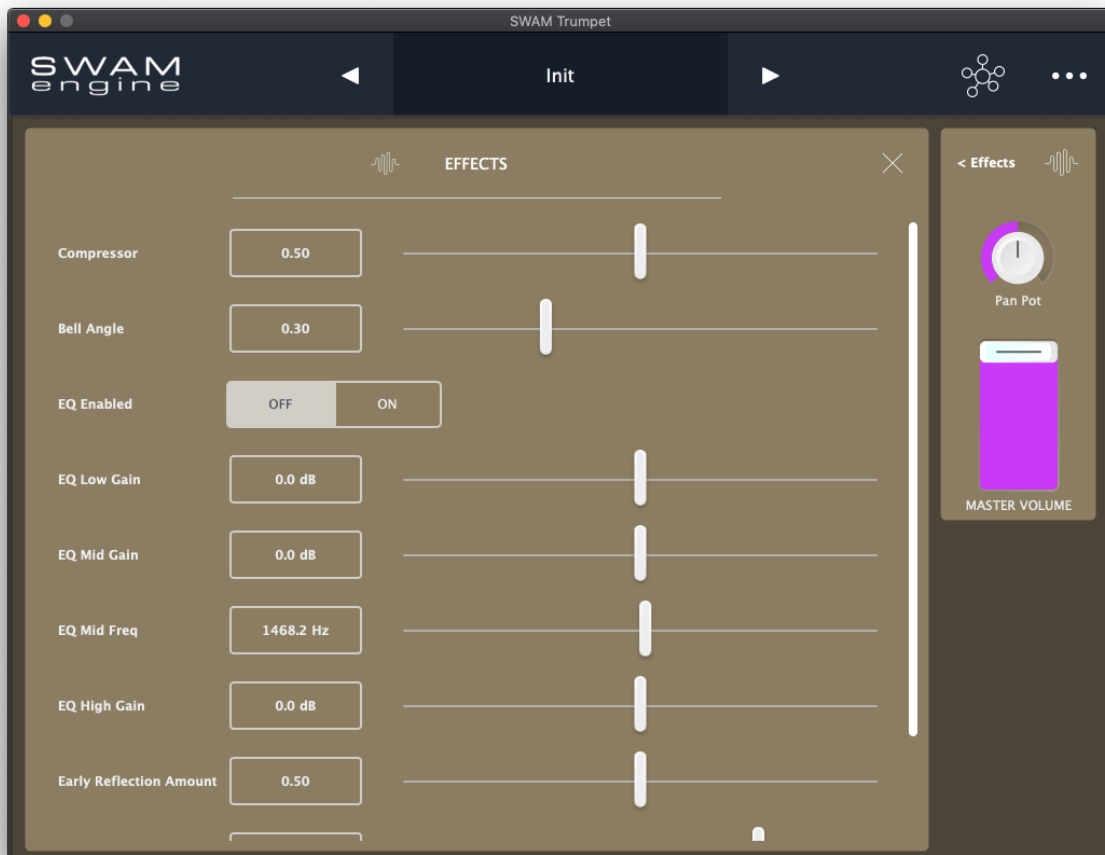 SWAM Trumpet
SWAM
engine
Init
EFFECTS
< Effects
Compressor
0.50
Pan Pot
Bell Angle
0.30
EQ Enabled
OFF
ON
EQ Low Gain
0.0 dB
MASTER VOLUME
EQ Mid Gain
0.0 dB
EQ Mid Freq
1468.2 Hz
EQ High Gain
0.0 dB
Early Reflection Amount
0.50